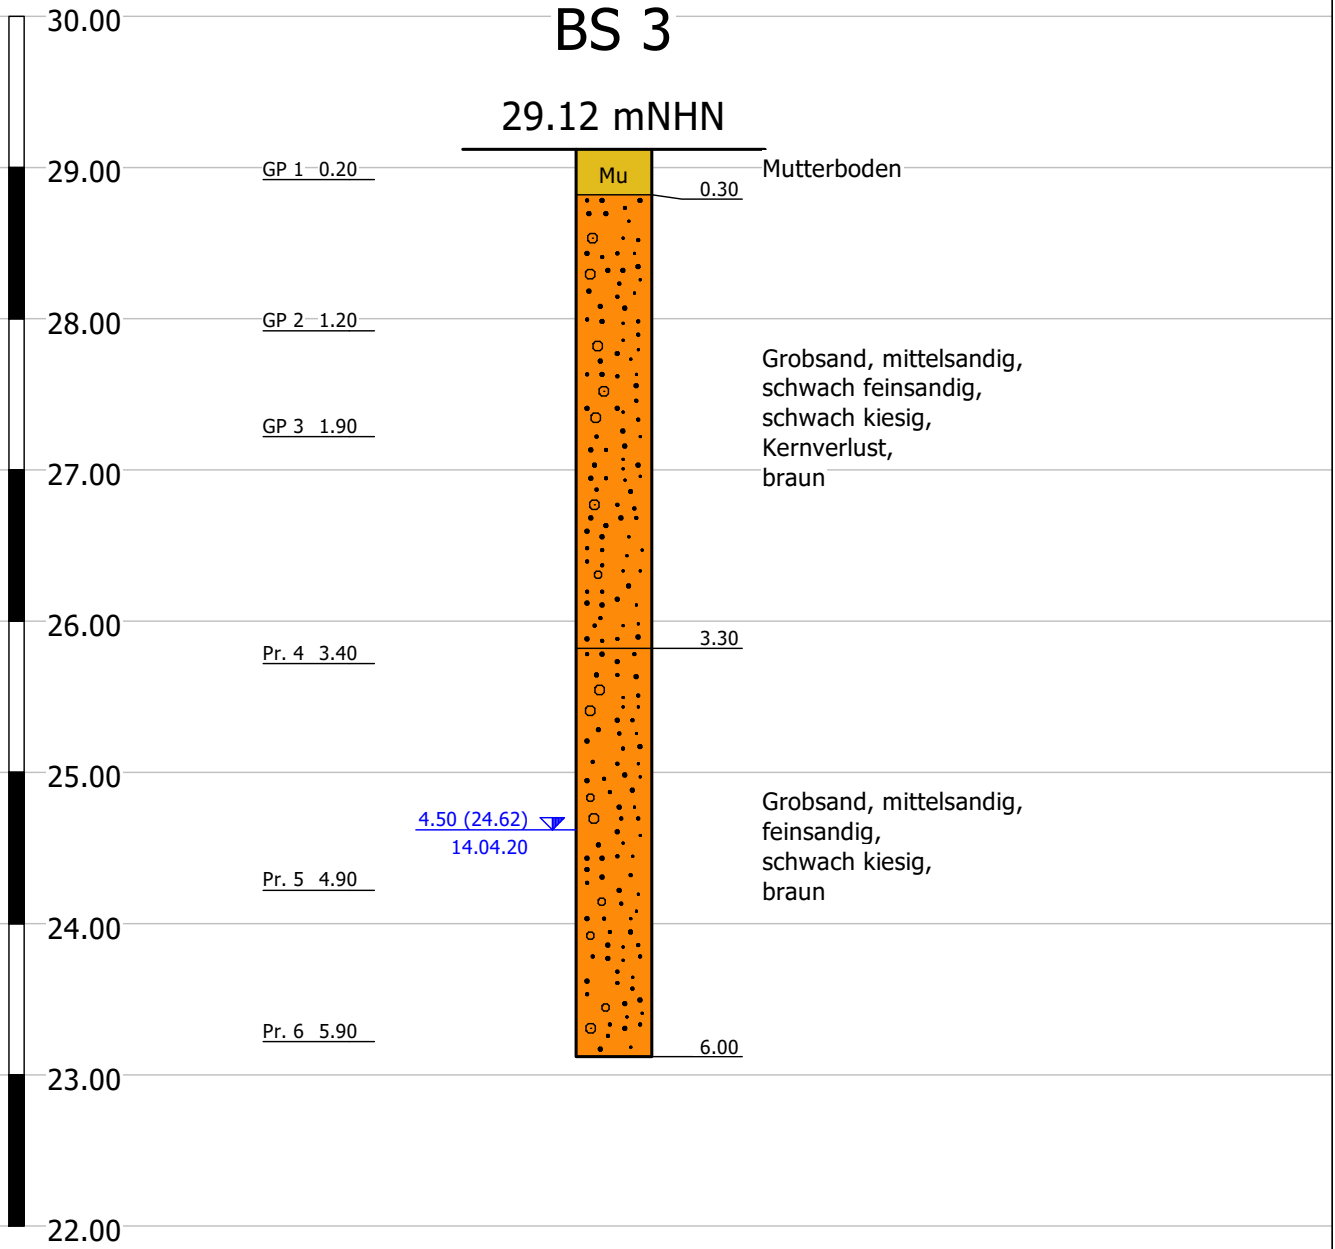 30.00
BS 3
29.12 mNHN
29.00
GP 1 0.20
Mu
Mutterboden
0.30
28.00
GP 2 1.20
Grobsand, mittelsandig,
schwach feinsandig,
schwach kiesig,
Kernverlust,
braun
GP 3 1.90
27.00
26.00
3.30
Pr. 4 3.40
25.00
Grobsand, mittelsandig,
feinsandig,
schwach kiesig,
braun
4.50 (24.62)
14.04.20
Pr. 5 4.90
24.00
Pr. 6 5.90
6.00
23.00
22.00